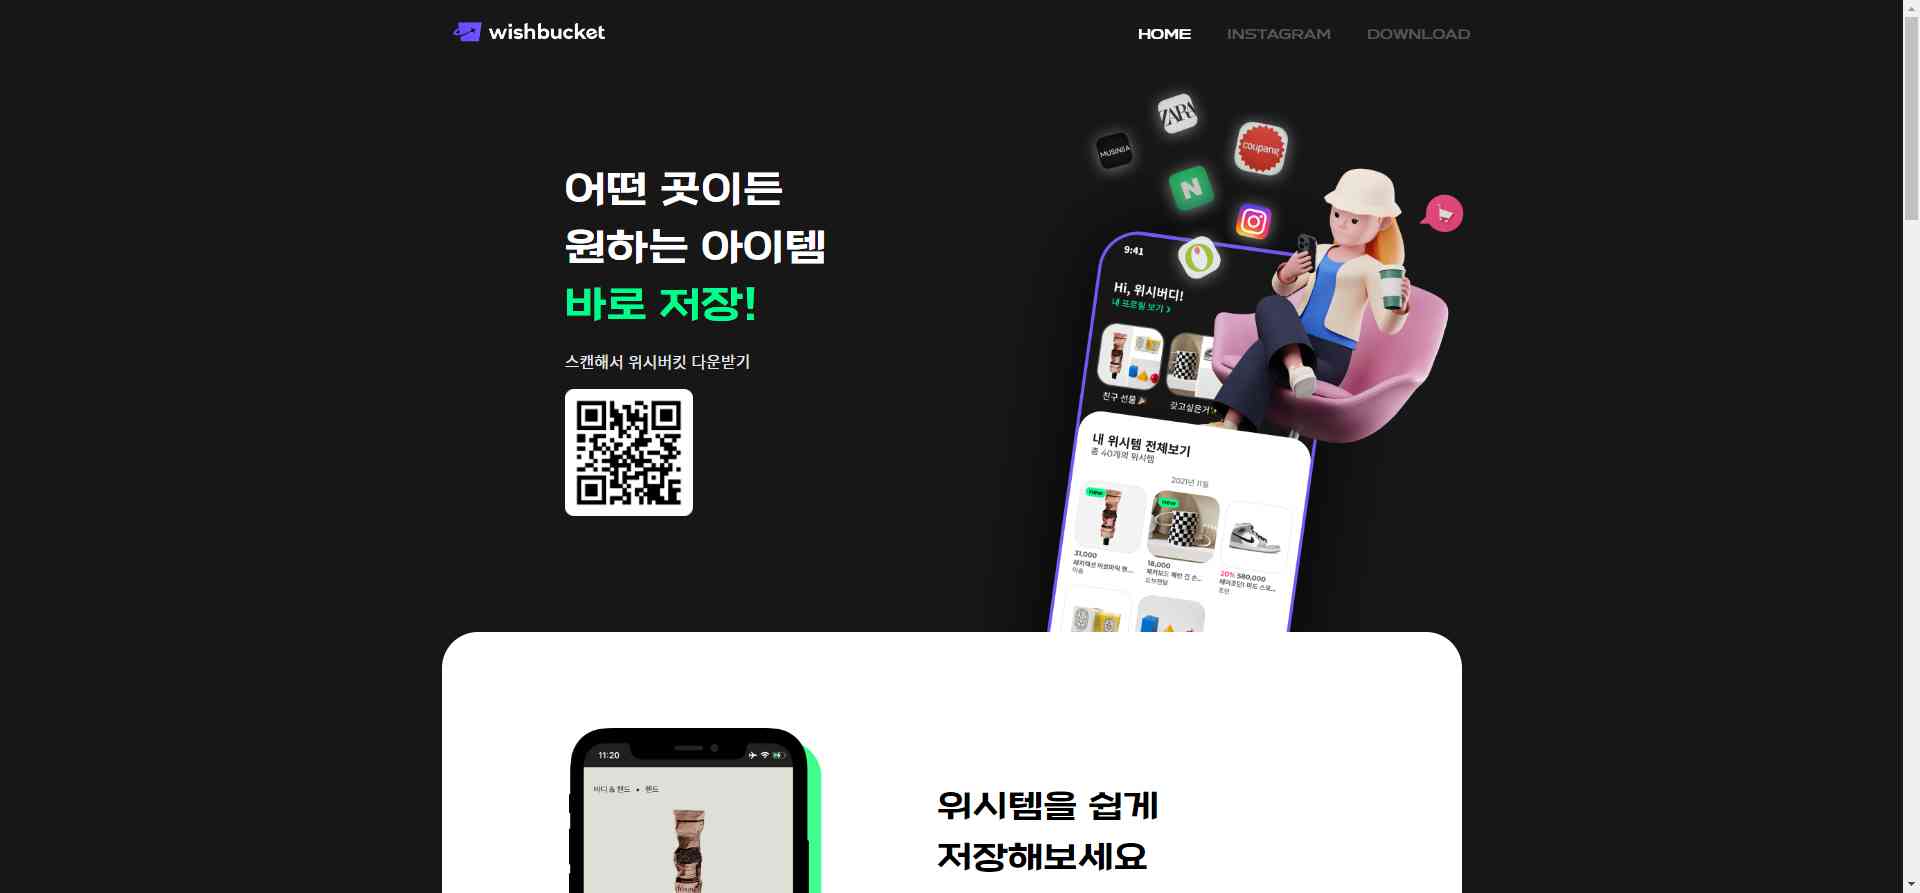 wishbucket
HOME INSTAGRAM DOWNLOAD
ZARA
MUSINSA
coupang
N
어떤 곳이든
원하는 아이템
바로 저장!
스캔해서 위시버킷 다운받기
9:41
Hi, 위시버디!
내 프로필 보기 >
친구 선물
갖고싶은거
내 위시템 전체보기
총 40개의 위시템
2021년 11월
new
new
31,000
18,000
20% 580,000
11:20
바디 & 핸드 • 핸드
위시템을 쉽게
저장해보세요